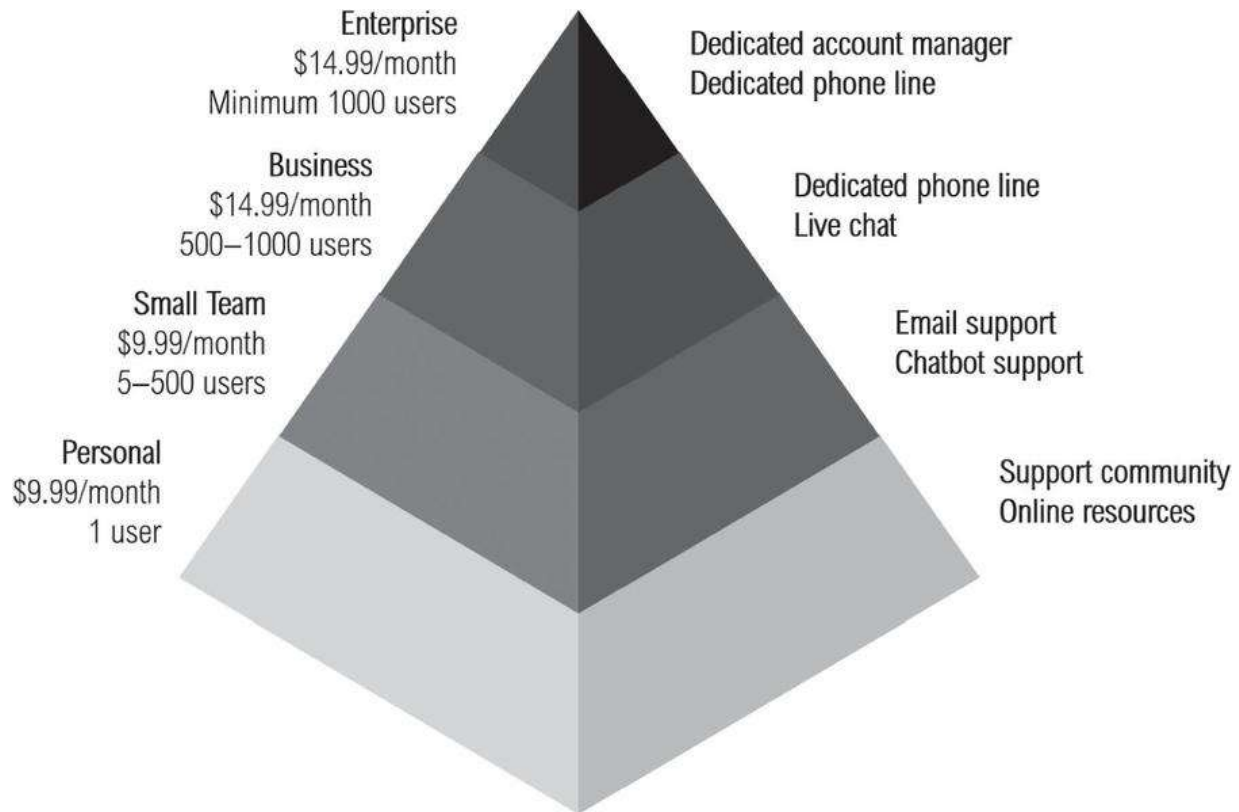 Enterprise
$14.99/month
Minimum 1000 users
Dedicated account manager
Dedicated phone line
Business
$14.99/month
500–1000 users
Dedicated phone line
Live chat
Small Team
$9.99/month
5–500 users
Email support
Chatbot support
Personal
$9.99/month
1 user
Support community
Online resources